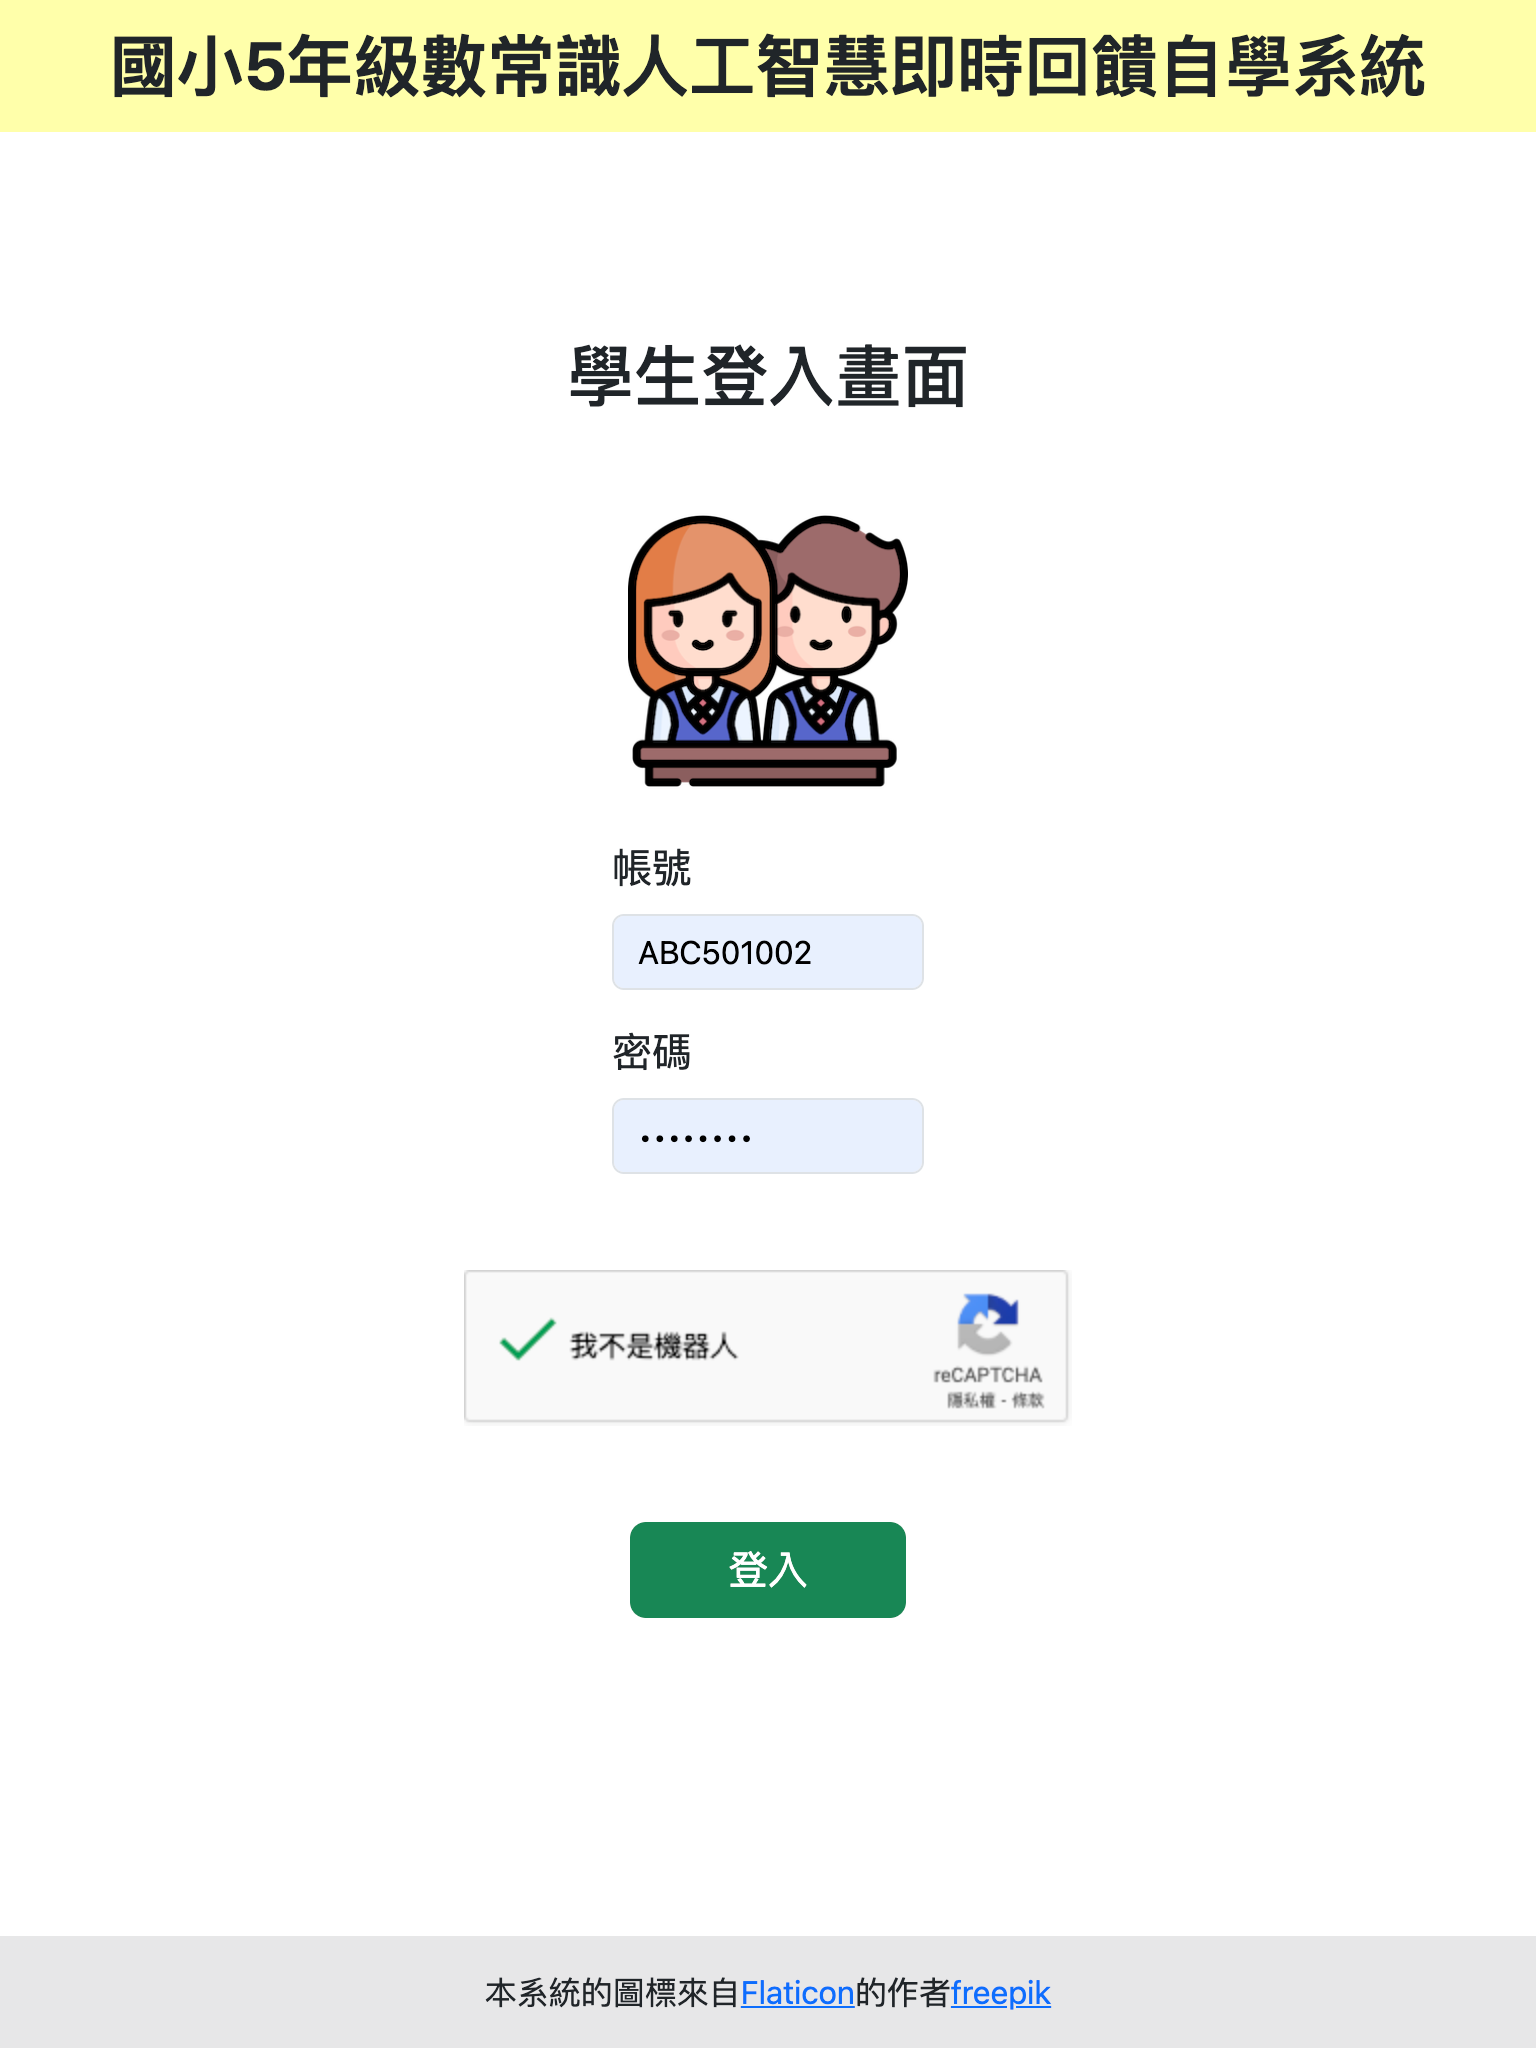 國小5年級數常識人工智慧即時回饋自學系統
學生登入畫面
帳號
ABC501002
密碼
••••••••
我不是機器人
reCAPTCHA
隱私權 - 條款
登入
本系統的圖標來自Flaticon的作者freepik